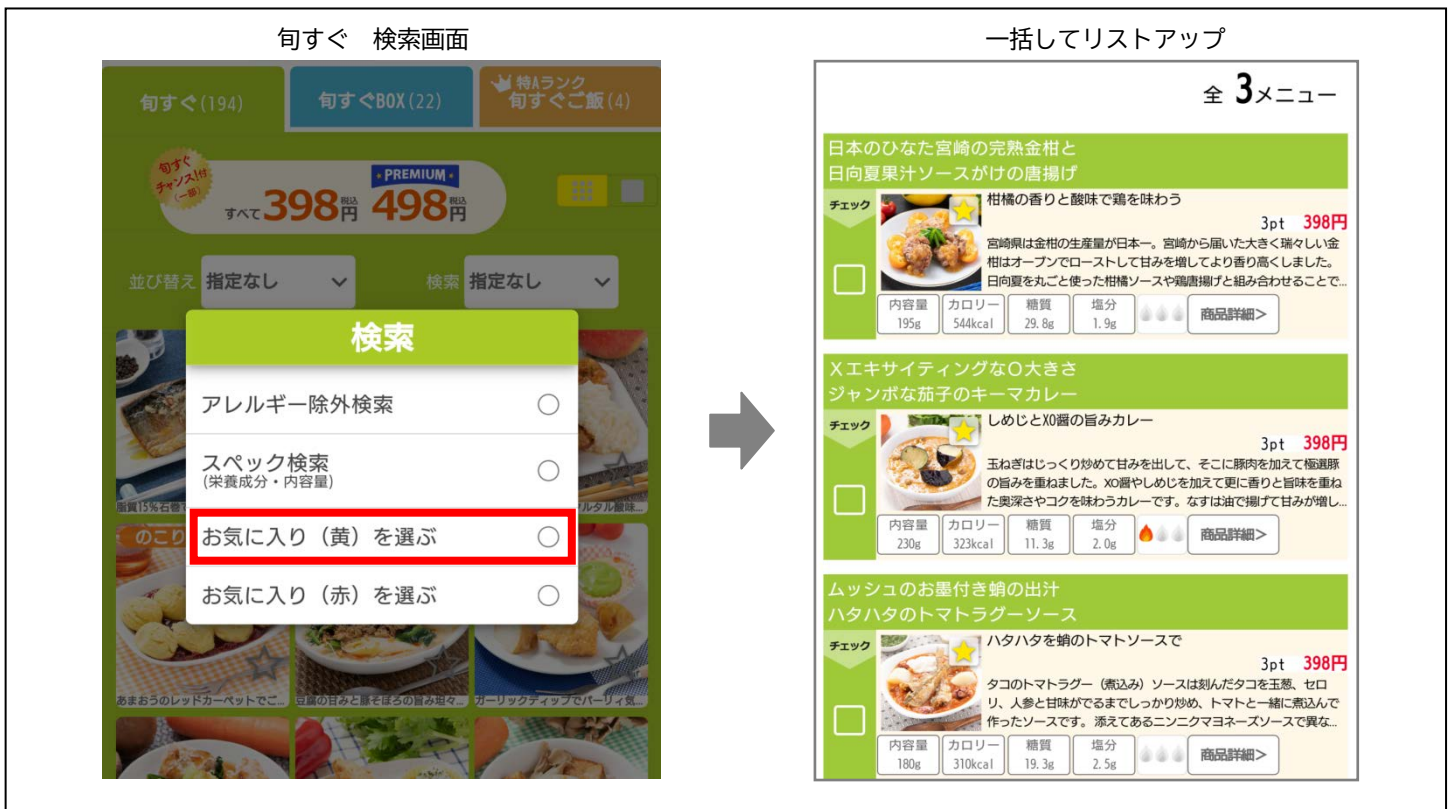 旬すぐ　検索画面
旬すぐ(194)
旬すぐBOX(22)
特Aランク
旬すぐご飯(4)
旬すぐ
チャンス!付
(一部)
すべて398税込円
PREMIUM
498税込円
並び替え 指定なし
検索 指定なし
検索
アレルギー除外検索
スペック検索
(栄養成分・内容量)
お気に入り（黄）を選ぶ
お気に入り（赤）を選ぶ
のこり
あまおうのレッドカーペットでご…
豆腐の甘みと豚そぼろの旨み坦々…
ガーリックティップでパーリィ気…
一括してリストアップ
全 3メニュー
日本のひなた宮崎の完熟金柑と
日向夏果汁ソースがけの唐揚げ
チェック
柑橘の香りと酸味で鶏を味わう
3pt 398円
宮崎県は金柑の生産量が日本一。宮崎から届いた大きく瑞々しい金
柑はオーブンでローストして甘みを増してより香り高くしました。
日向夏を丸ごと使った柑橘ソースや鶏唐揚げと組み合わせることで…
内容量 カロリー 糖質 塩分
195g 544kcal 29.8g 1.9g
商品詳細>
XエキサイティングなO大きさ
ジャンボな茄子のキーマカレー
チェック
しめじとXO醤の旨みカレー
3pt 398円
玉ねぎはじっくり炒めて甘みを出して、そこに豚肉を加えて極選豚
の旨みを重ねました。XO醤やしめじを加えて更に香りと旨味を重ね
た奥深さやコクを味わうカレーです。なすは油で揚げて甘みが増し…
内容量 カロリー 糖質 塩分
230g 323kcal 11.3g 2.0g
商品詳細>
ムッシュのお墨付き蛸の出汁
ハタハタのトマトラグーソース
チェック
ハタハタを蛸のトマトソースで
3pt 398円
タコのトマトラグー（煮込み）ソースは刻んだタコを玉葱、セロ
リ、人参と甘味がでるまでしっかり炒め、トマトと一緒に煮込んで
作ったソースです。添えてあるニンニクマヨネーズソースで異な…
内容量 カロリー 糖質 塩分
180g 310kcal 19.3g 2.5g
商品詳細>